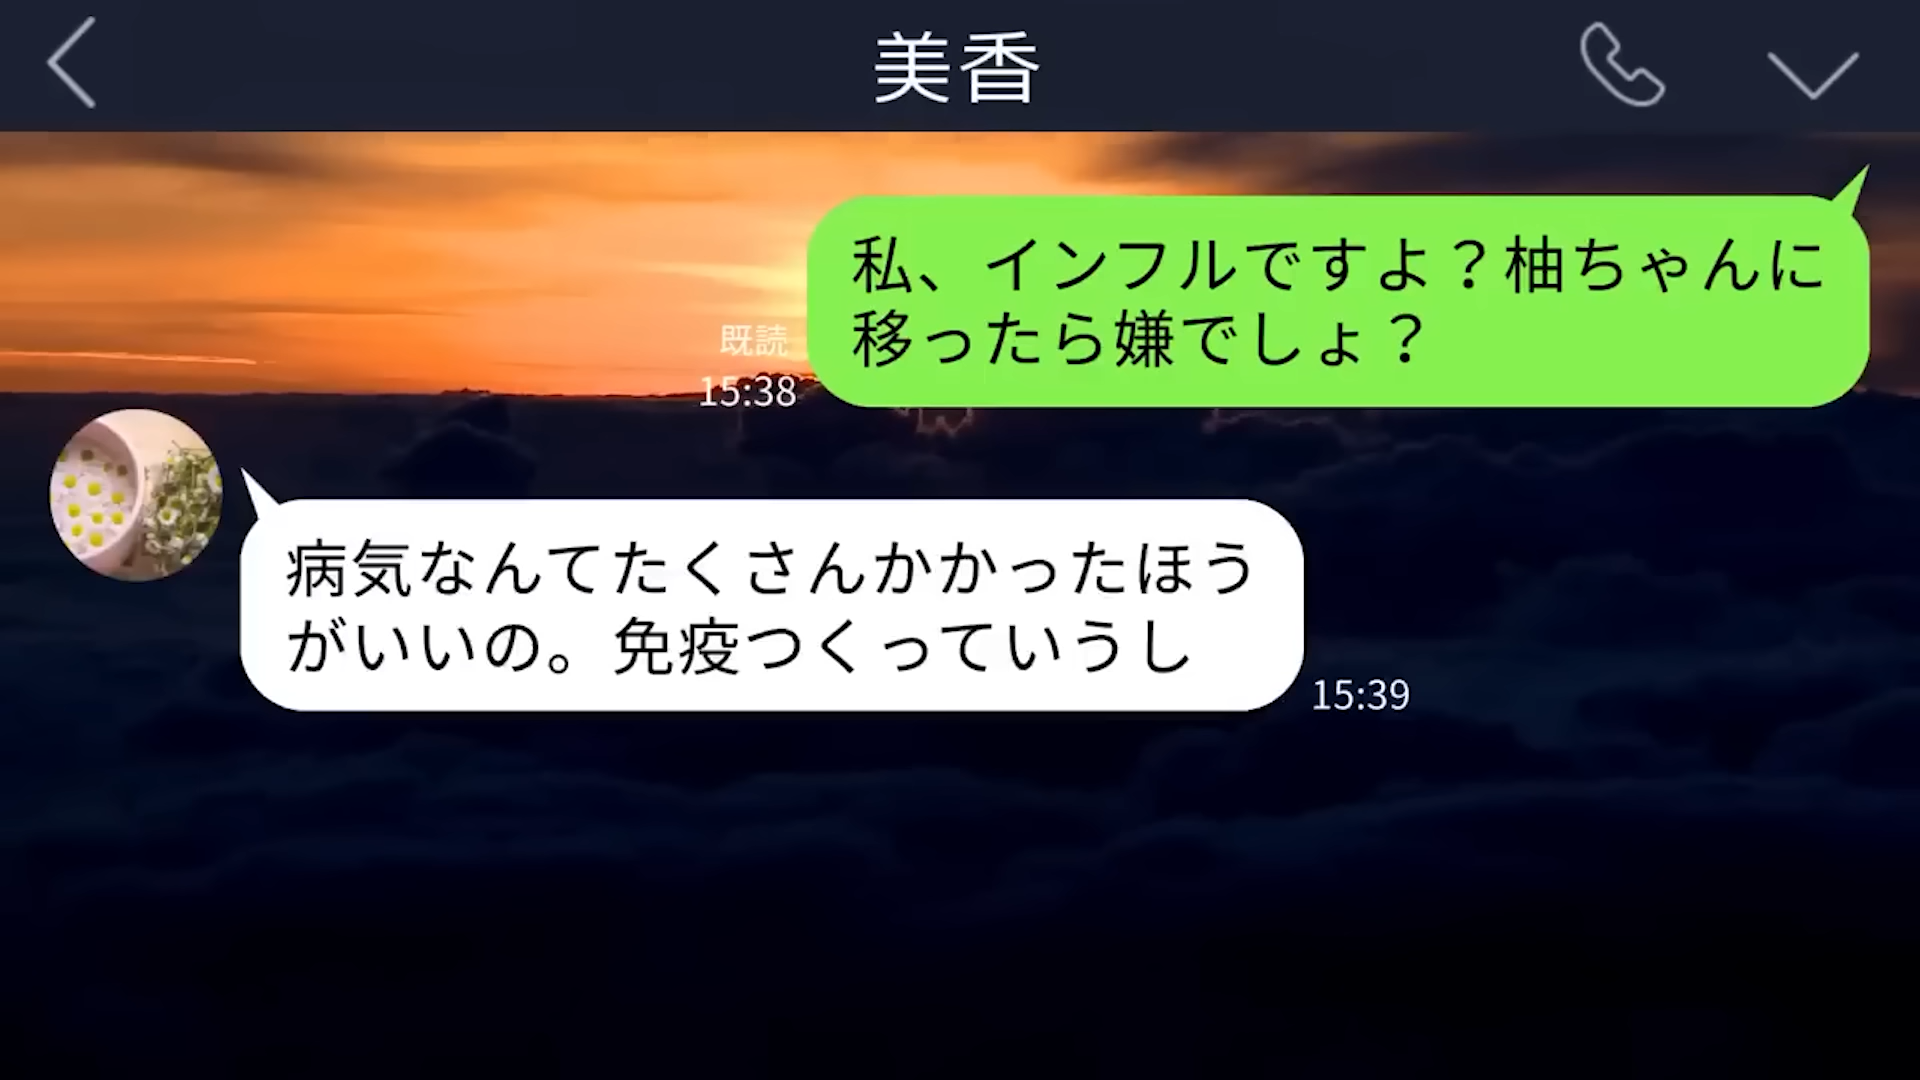 美香
私、インフルですよ？柚ちゃんに
移ったら嫌でしょ？
既読
15:38
病気なんてたくさんかかったほう
がいいの。免疫つくっていうし
15:39